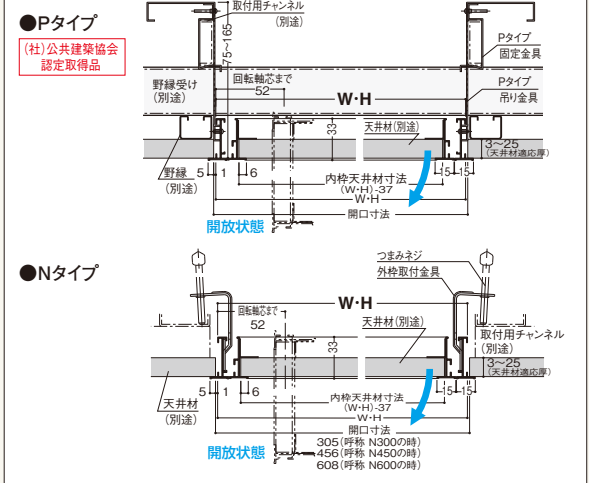 ●Pタイプ
(社)公共建築協会
認定取得品
取付用チャンネル
(別途)
75~165
Pタイプ
固定金具
野縁受け
(別途)
回転軸芯まで
52
W・H
Pタイプ
吊り金具
33
天井材(別途)
3~25
(天井材適応厚)
野縁
(別途)
5 1 6
内枠天井材寸法
(W・H)-37
15 15
W・H
開口寸法
開放状態
●Nタイプ
つまみネジ
外枠取付金具
回転軸芯まで
52
W・H
33
天井材(別途)
取付用チャンネル
(別途)
3~25
(天井材適応厚)
天井材
(別途)
5 1 6
内枠天井材寸法
(W・H)-37
15 15
W・H
開口寸法
305(呼称 N300の時)
456(呼称 N450の時)
608(呼称 N600の時)
開放状態